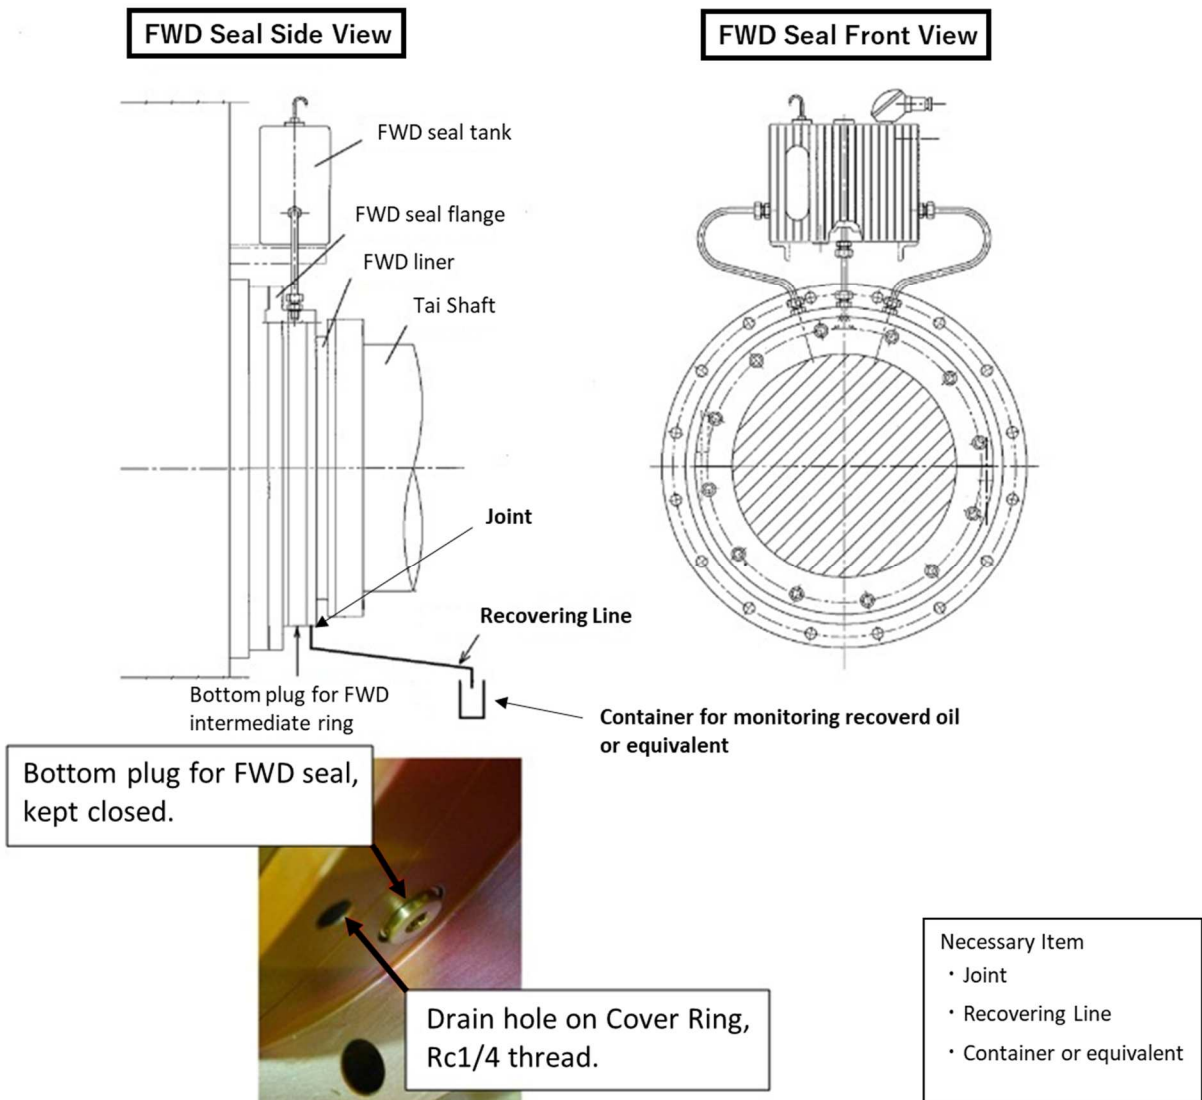 FWD Seal Side View
FWD Seal Front View
FWD seal tank
FWD seal flange
FWD liner
Tai Shaft
Joint
Recovering Line
Bottom plug for FWD
intermediate ring
Container for monitoring recoverd oil
or equivalent
Bottom plug for FWD seal,
kept closed.
Drain hole on Cover Ring,
Rc1/4 thread.
Necessary Item
・Joint
・Recovering Line
・Container or equivalent